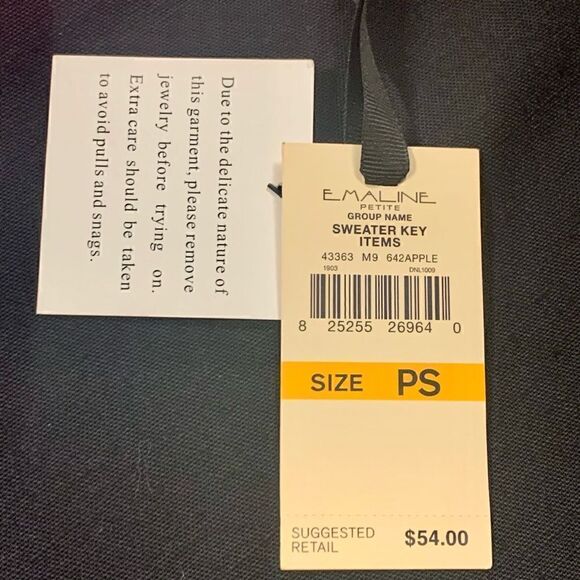 Due to the delicate nature of
this garment, please remove
jewelry before trying on.
Extra care should be taken
to avoid pulls and snags.
EMALINE
PETITE
GROUP NAME
SWEATER KEY
ITEMS
43363 M9 642APPLE
1903 DNL1009
8 25255 26964 0
SIZE PS
SUGGESTED
RETAIL $54.00